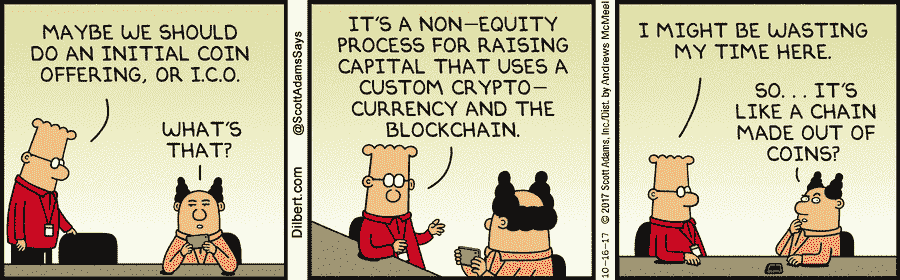 MAYBE WE SHOULD
DO AN INITIAL COIN
OFFERING, OR I.C.O.
WHAT'S
THAT?
Dilbert.com @ScottAdamsSays
IT'S A NON-EQUITY
PROCESS FOR RAISING
CAPITAL THAT USES A
CUSTOM CRYPTO-
CURRENCY AND THE
BLOCKCHAIN.
10-16-17 © 2017 Scott Adams, Inc./Dist. by Andrews McMeel
I MIGHT BE WASTING
MY TIME HERE.
SO... IT'S
LIKE A CHAIN
MADE OUT OF
COINS?